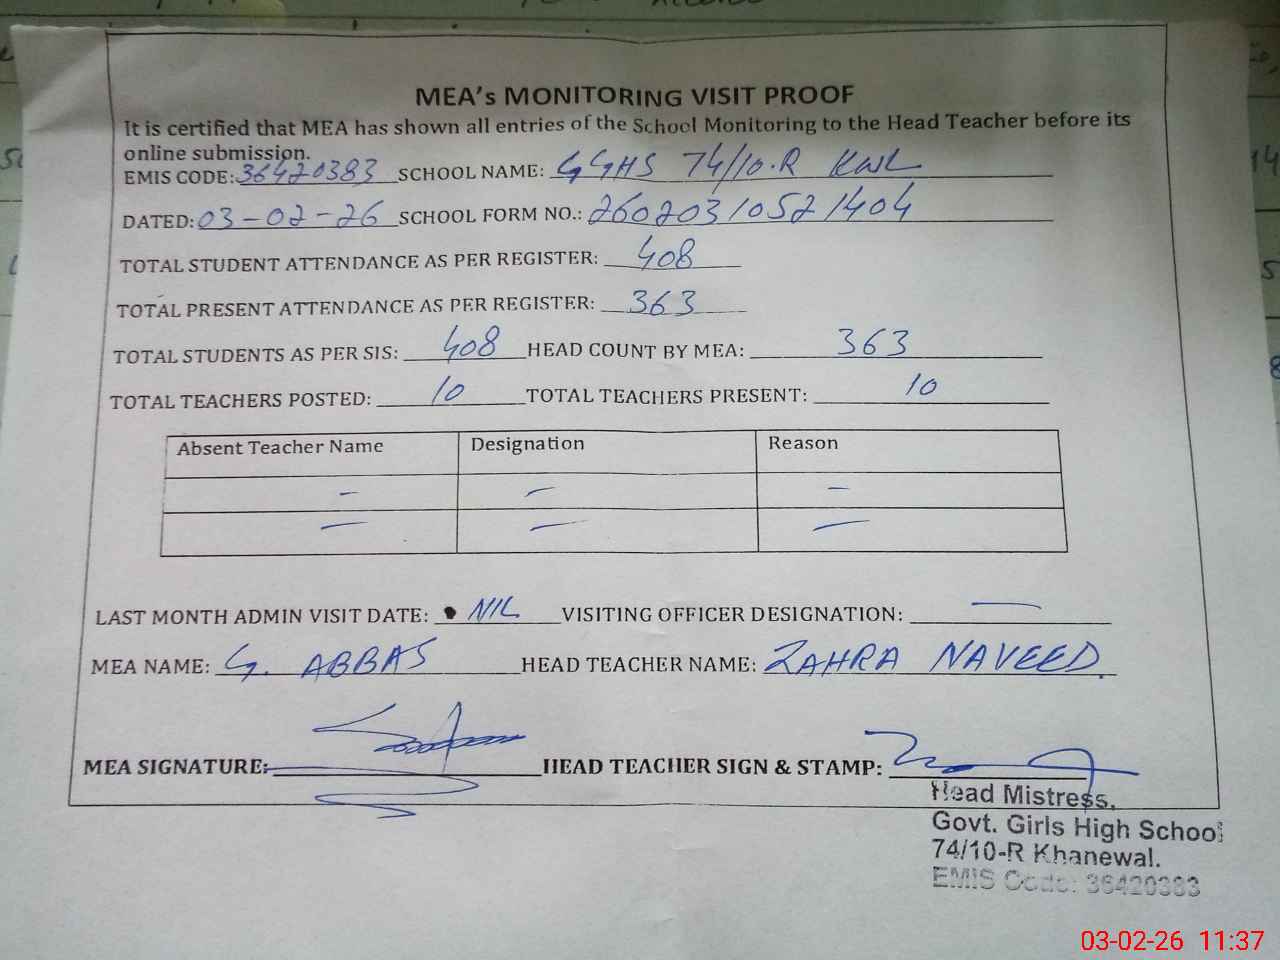 MEA's MONITORING VISIT PROOF
It is certified that MEA has shown all entries of the School Monitoring to the Head Teacher before its
online submission.
EMIS CODE: 36420383 SCHOOL NAME: GGHS 74/10.R KWL
DATED: 03-02-26 SCHOOL FORM NO.: 26020310521404
TOTAL STUDENT ATTENDANCE AS PER REGISTER: 408
TOTAL PRESENT ATTENDANCE AS PER REGISTER: 363
TOTAL STUDENTS AS PER SIS: 408 HEAD COUNT BY MEA: 363
TOTAL TEACHERS POSTED: 10 TOTAL TEACHERS PRESENT: 10
Absent Teacher Name Designation Reason
- - -
- - -
LAST MONTH ADMIN VISIT DATE: NIL VISITING OFFICER DESIGNATION: -
MEA NAME: G. ABBAS HEAD TEACHER NAME: ZAHRA NAVEED.
MEA SIGNATURE: HEAD TEACHER SIGN & STAMP:
Head Mistress,
Govt. Girls High School
74/10-R Khanewal.
EMIS Code: 36420383
03-02-26 11:37